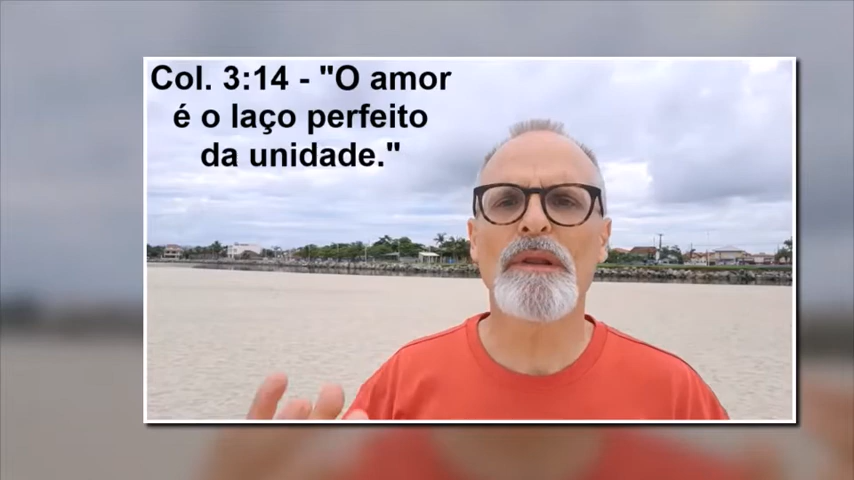 Col. 3:14 - "O amor
é o laço perfeito
da unidade."